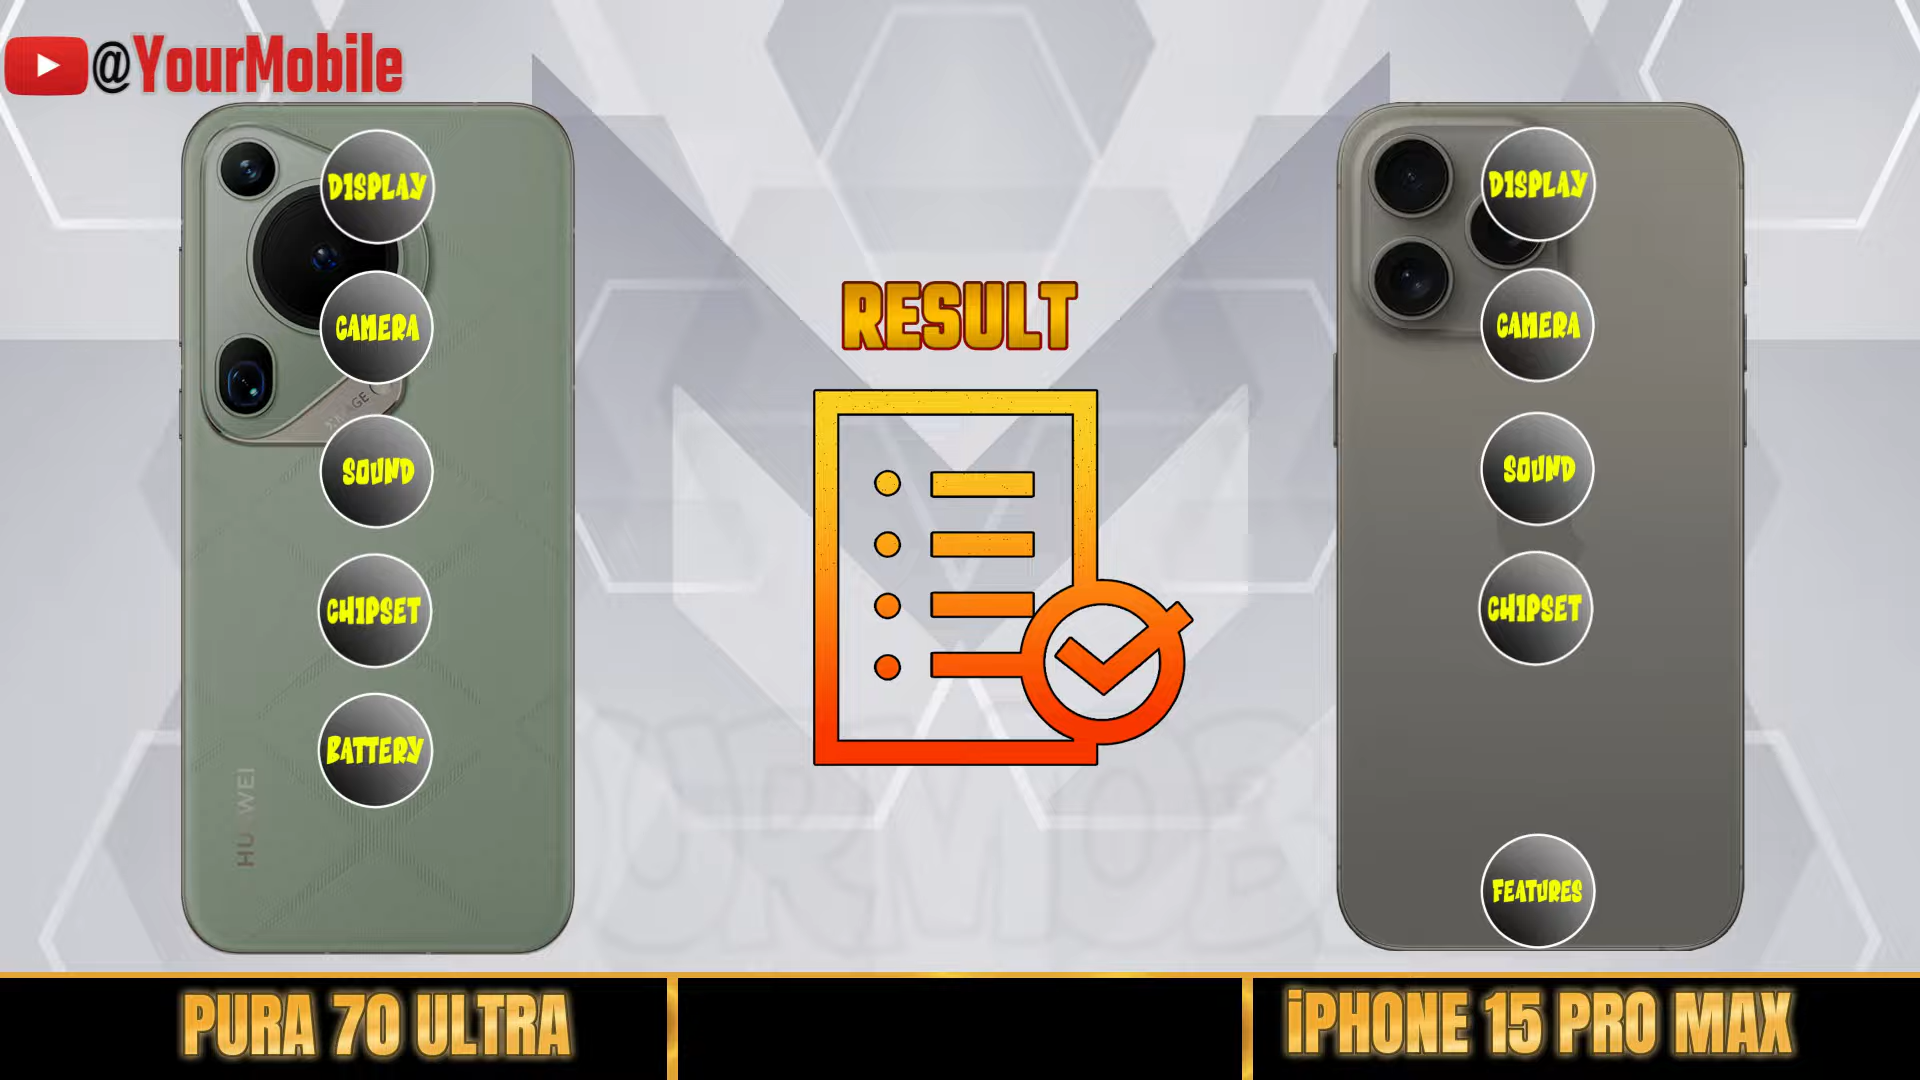 @YourMobile
DISPLAY
CAMERA
SOUND
CHIPSET
BATTERY
HUAWEI
RESULT
DISPLAY
CAMERA
SOUND
CHIPSET
FEATURES
PURA 70 ULTRA
iPHONE 15 PRO MAX